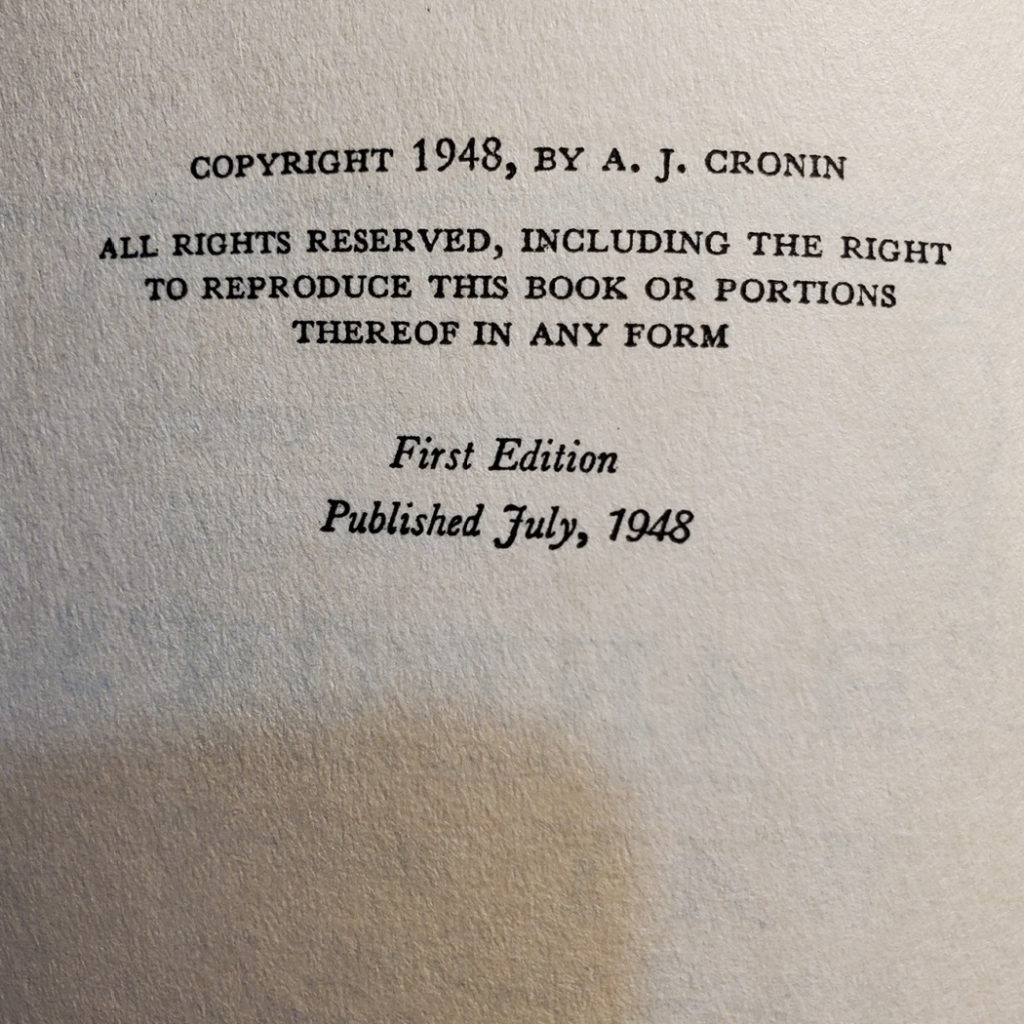 COPYRIGHT 1948, BY A. J. CRONIN
ALL RIGHTS RESERVED, INCLUDING THE RIGHT
TO REPRODUCE THIS BOOK OR PORTIONS
THEREOF IN ANY FORM
First Edition
Published July, 1948